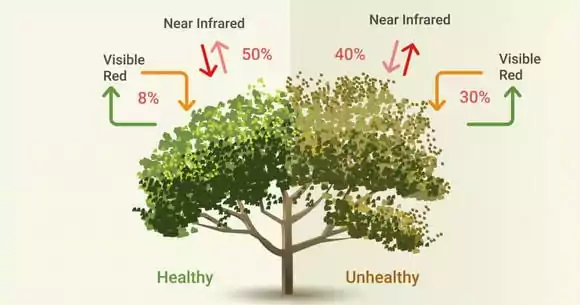 Near Infrared
50%
Visible
Red
8%
Healthy
Near Infrared
40%
Visible
Red
30%
Unhealthy